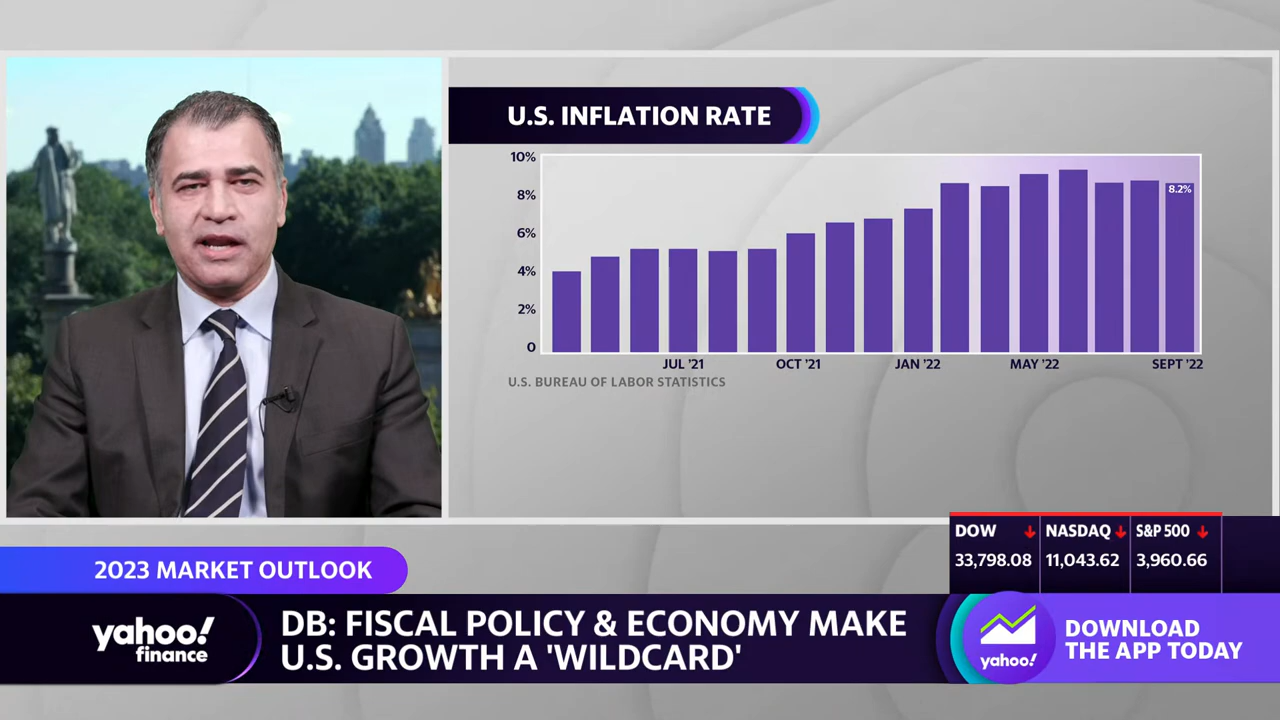 U.S. INFLATION RATE
10%
8%
6%
4%
2%
0
8.2%
JUL '21
OCT '21
JAN '22
MAY '22
SEPT '22
U.S. BUREAU OF LABOR STATISTICS
DOW
NASDAQ
S&P 500
33,798.08
11,043.62
3,960.66
2023 MARKET OUTLOOK
yahoo!
finance
DB: FISCAL POLICY & ECONOMY MAKE
U.S. GROWTH A 'WILDCARD'
yahoo!
DOWNLOAD
THE APP TODAY